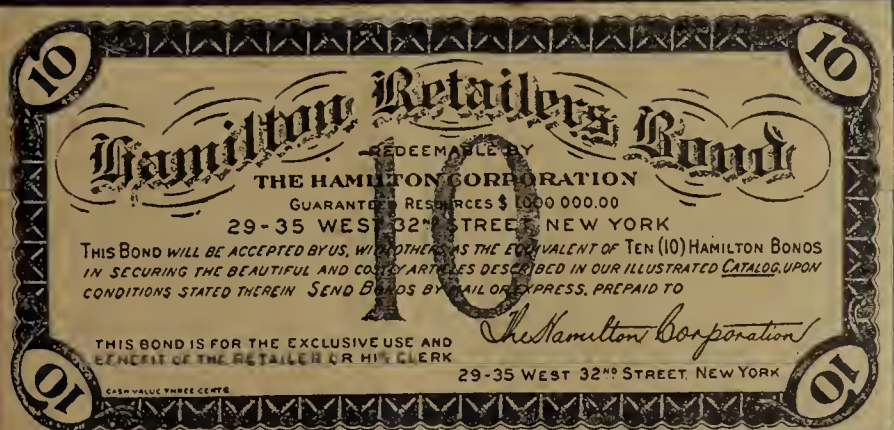 10 10
Hamilton Retailers Bond
10
REDEEMABLE BY
THE HAMILTON CORPORATION
GUARANTEED RESOURCES $ 1000 000.00
29-35 WEST 32ND STREET, NEW YORK
THIS BOND WILL BE ACCEPTED BY US, WITH OTHERS AS THE EQUIVALENT OF TEN (10) HAMILTON BONDS
IN SECURING THE BEAUTIFUL AND COSTLY ARTICLES DESCRIBED IN OUR ILLUSTRATED CATALOG, UPON
CONDITIONS STATED THEREIN SEND BONDS BY MAIL OR EXPRESS, PREPAID TO
The Hamilton Corporation
THIS BOND IS FOR THE EXCLUSIVE USE AND
BENEFIT OF THE RETAILER OR HIS CLERK
29-35 WEST 32ND STREET, NEW YORK
CASH VALUE THREE CENTS
10 10